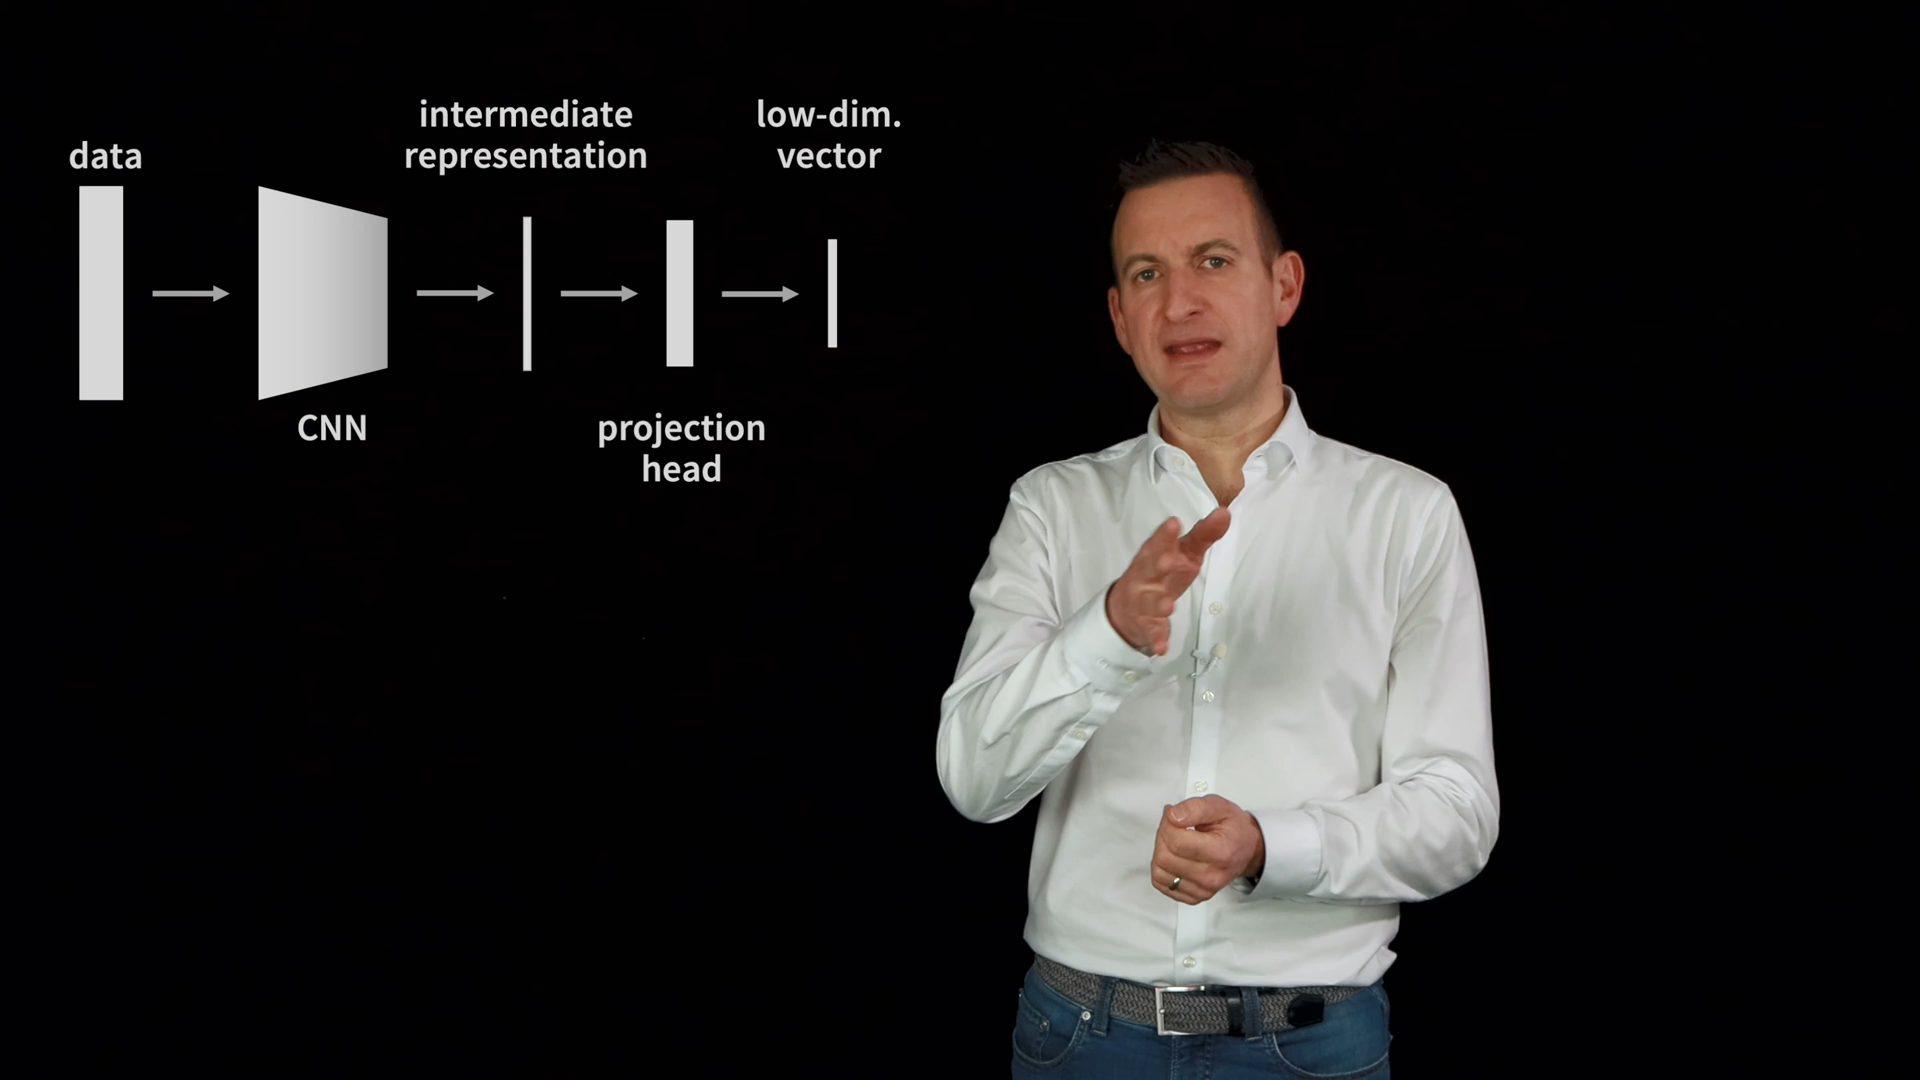 data
intermediate
representation
low-dim.
vector
CNN
projection
head